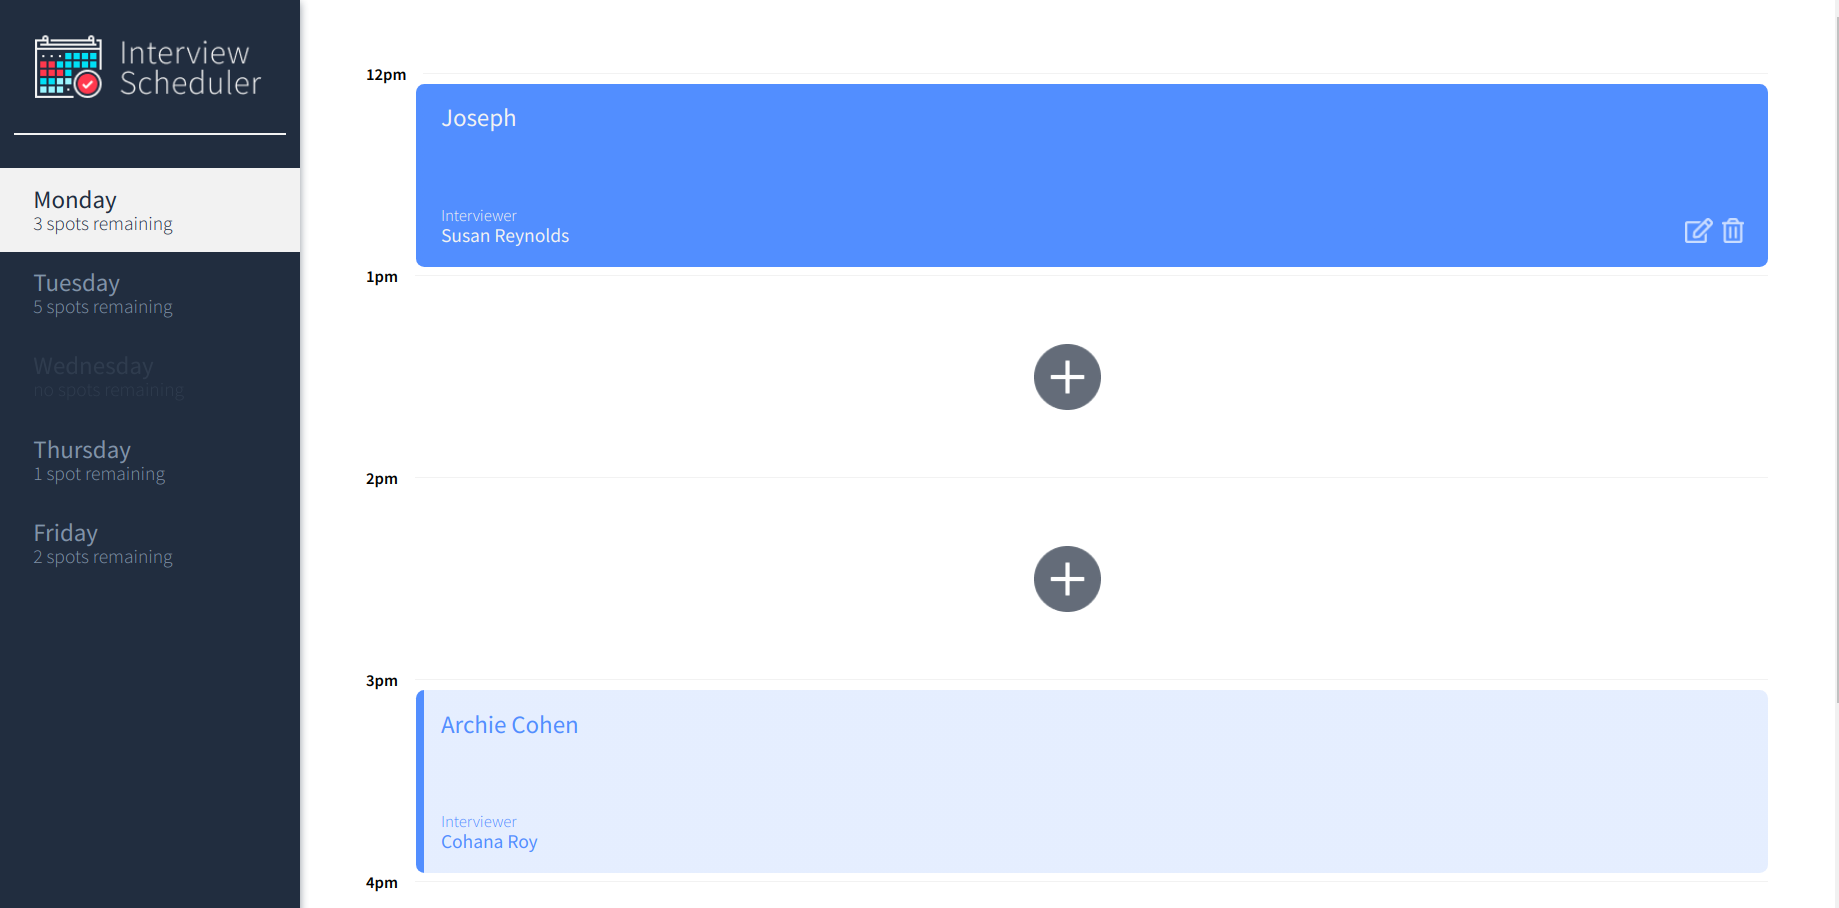 Interview
Scheduler
Monday
3 spots remaining
Tuesday
5 spots remaining
Wednesday
no spots remaining
Thursday
1 spot remaining
Friday
2 spots remaining
12pm
Joseph
Interviewer
Susan Reynolds
1pm
2pm
3pm
Archie Cohen
Interviewer
Cohana Roy
4pm